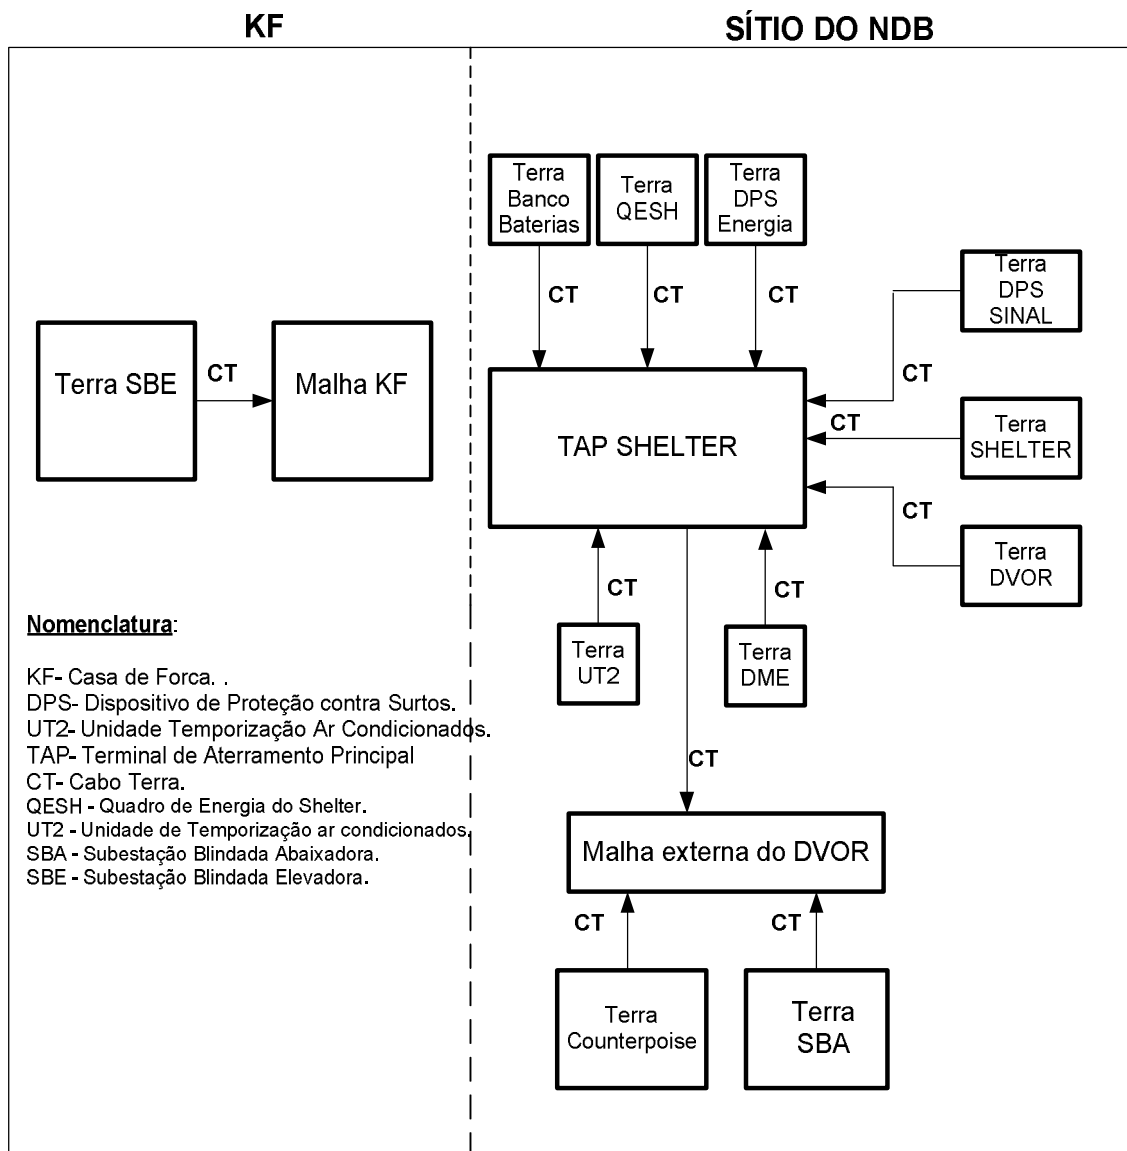 KF
SÍTIO DO NDB
Terra
Banco
Baterias
Terra
QESH
Terra
DPS
Energia
CT
CT
CT
Terra
DPS
SINAL
CT
Terra SBE
CT
Malha KF
TAP SHELTER
CT
Terra
SHELTER
CT
Terra
DVOR
CT
CT
Terra
UT2
Terra
DME
Nomenclatura:
KF- Casa de Forca. .
DPS- Dispositivo de Proteção contra Surtos.
UT2- Unidade Temporização Ar Condicionados.
TAP- Terminal de Aterramento Principal
CT- Cabo Terra.
QESH - Quadro de Energia do Shelter.
UT2 - Unidade de Temporização ar condicionados.
SBA - Subestação Blindada Abaixadora.
SBE - Subestação Blindada Elevadora.
CT
Malha externa do DVOR
CT
CT
Terra
Counterpoise
Terra
SBA